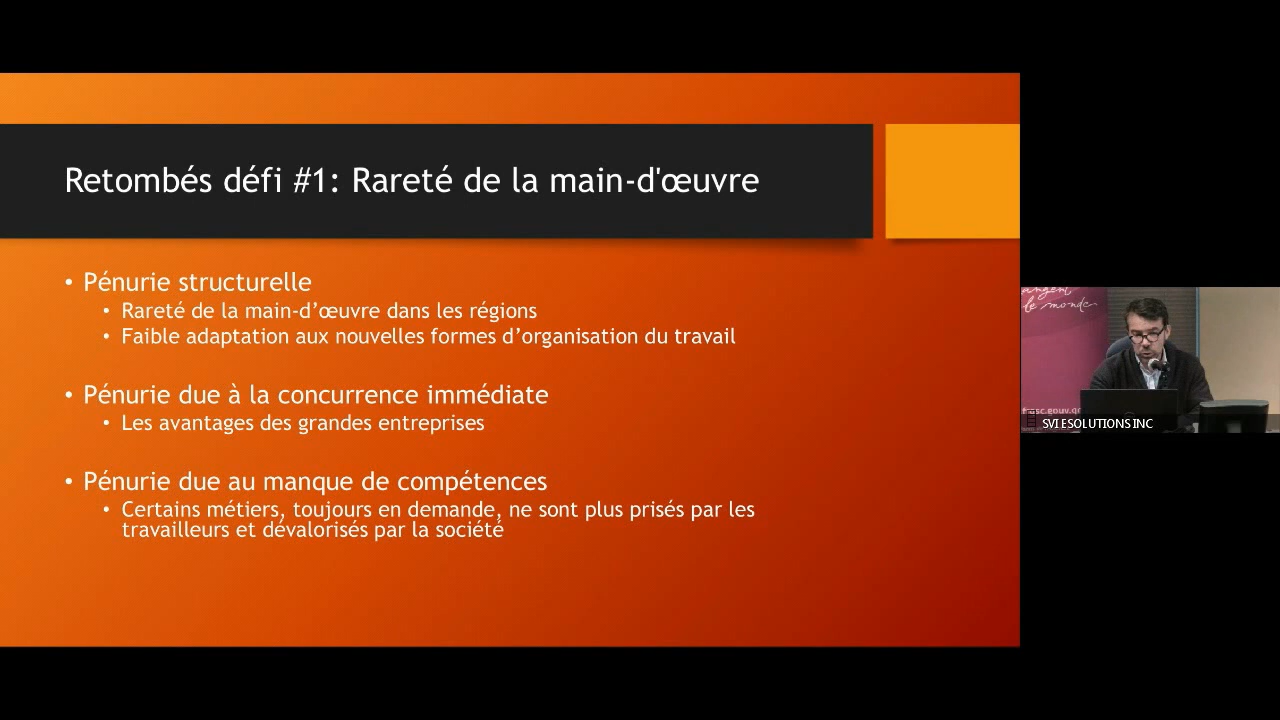 Retombés défi #1: Rareté de la main-d'œuvre
• Pénurie structurelle
• Rareté de la main-d’œuvre dans les régions
• Faible adaptation aux nouvelles formes d’organisation du travail
• Pénurie due à la concurrence immédiate
• Les avantages des grandes entreprises
• Pénurie due au manque de compétences
• Certains métiers, toujours en demande, ne sont plus prisés par les
travailleurs et dévalorisés par la société
angent
le monde
SVI ESOLUTIONS INC